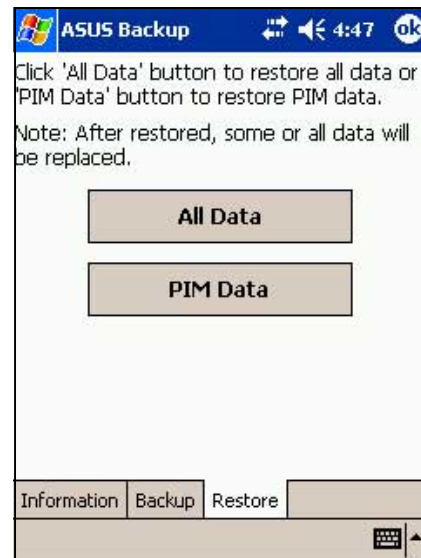 ASUS Backup 4:47 ok
Click 'All Data' button to restore all data or
'PIM Data' button to restore PIM data.
Note: After restored, some or all data will
be replaced.
All Data
PIM Data
Information Backup Restore